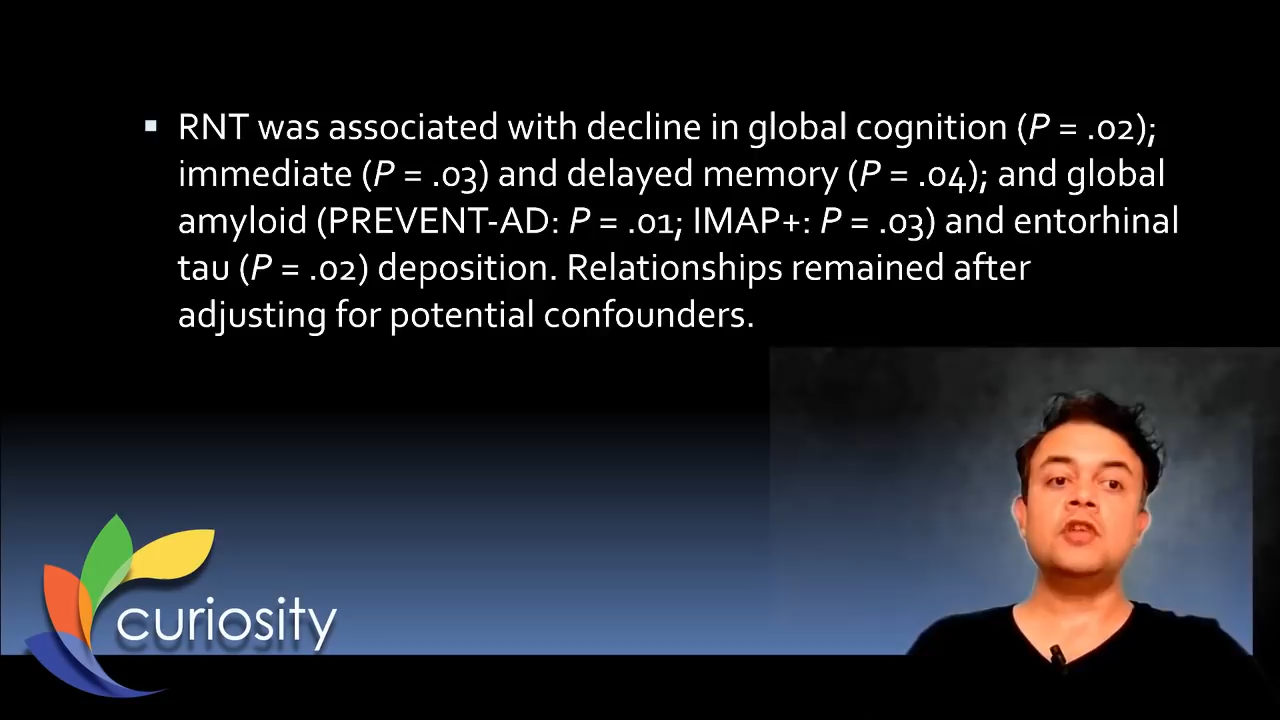 ▪ RNT was associated with decline in global cognition (P = .02);
immediate (P = .03) and delayed memory (P = .04); and global
amyloid (PREVENT-AD: P = .01; IMAP+: P = .03) and entorhinal
tau (P = .02) deposition. Relationships remained after
adjusting for potential confounders.
curiosity